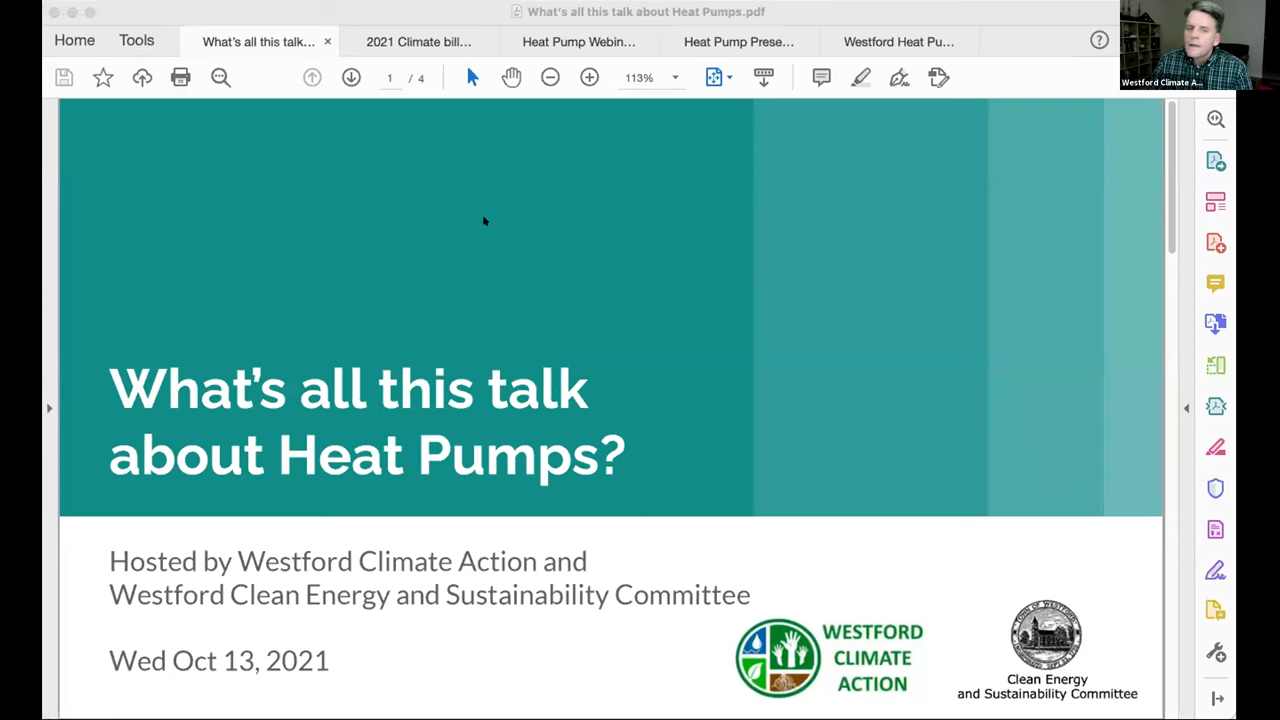 What's all this talk about Heat Pumps.pdf
Home
Tools
What's all this talk...
2021 Climate bill...
Heat Pump Webin...
Heat Pump Prese...
Westford Heat Pu...
1 / 4
113%
Westford Climate A...
What's all this talk
about Heat Pumps?
Hosted by Westford Climate Action and
Westford Clean Energy and Sustainability Committee
Wed Oct 13, 2021
WESTFORD
CLIMATE
ACTION
TOWN OF WESTFORD
Clean Energy
and Sustainability Committee